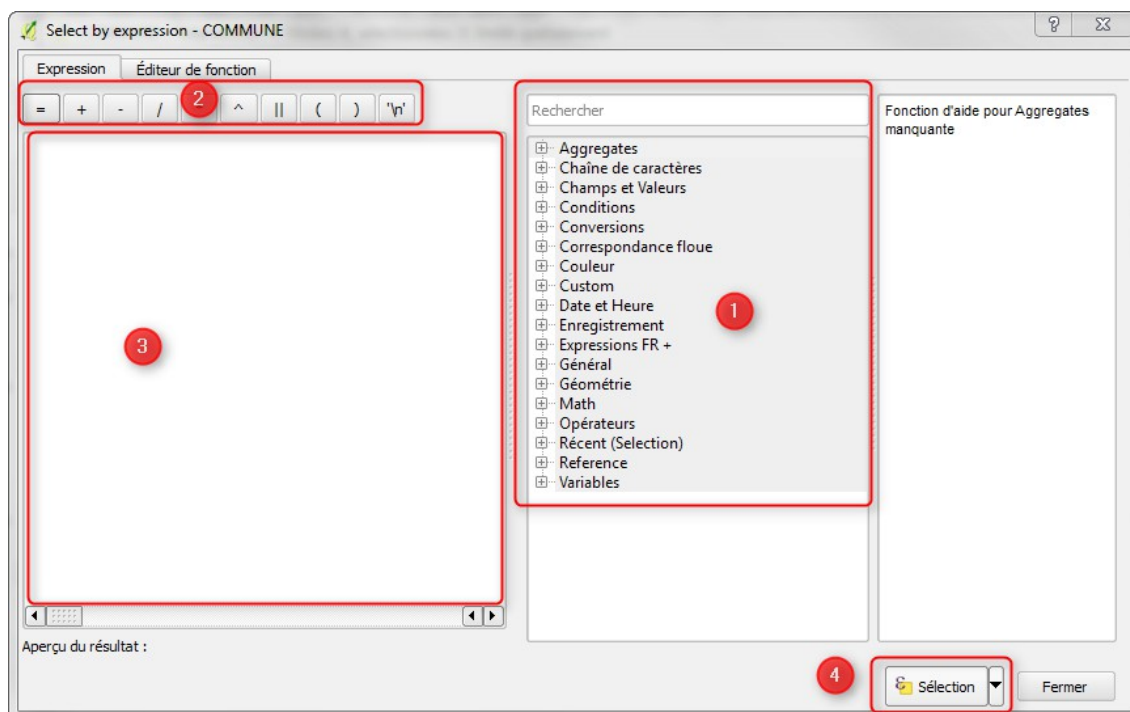 Select by expression - COMMUNE
Expression Éditeur de fonction
= + - / 2 ^ || ( ) '\n'
Rechercher
Fonction d'aide pour Aggregates
manquante
Aggregates
Chaîne de caractères
Champs et Valeurs
Conditions
Conversions
Correspondance floue
Couleur
Custom
Date et Heure
1
Enregistrement
Expressions FR +
3
Général
Géométrie
Math
Opérateurs
Récent (Selection)
Reference
Variables
Aperçu du résultat :
4
Sélection Fermer